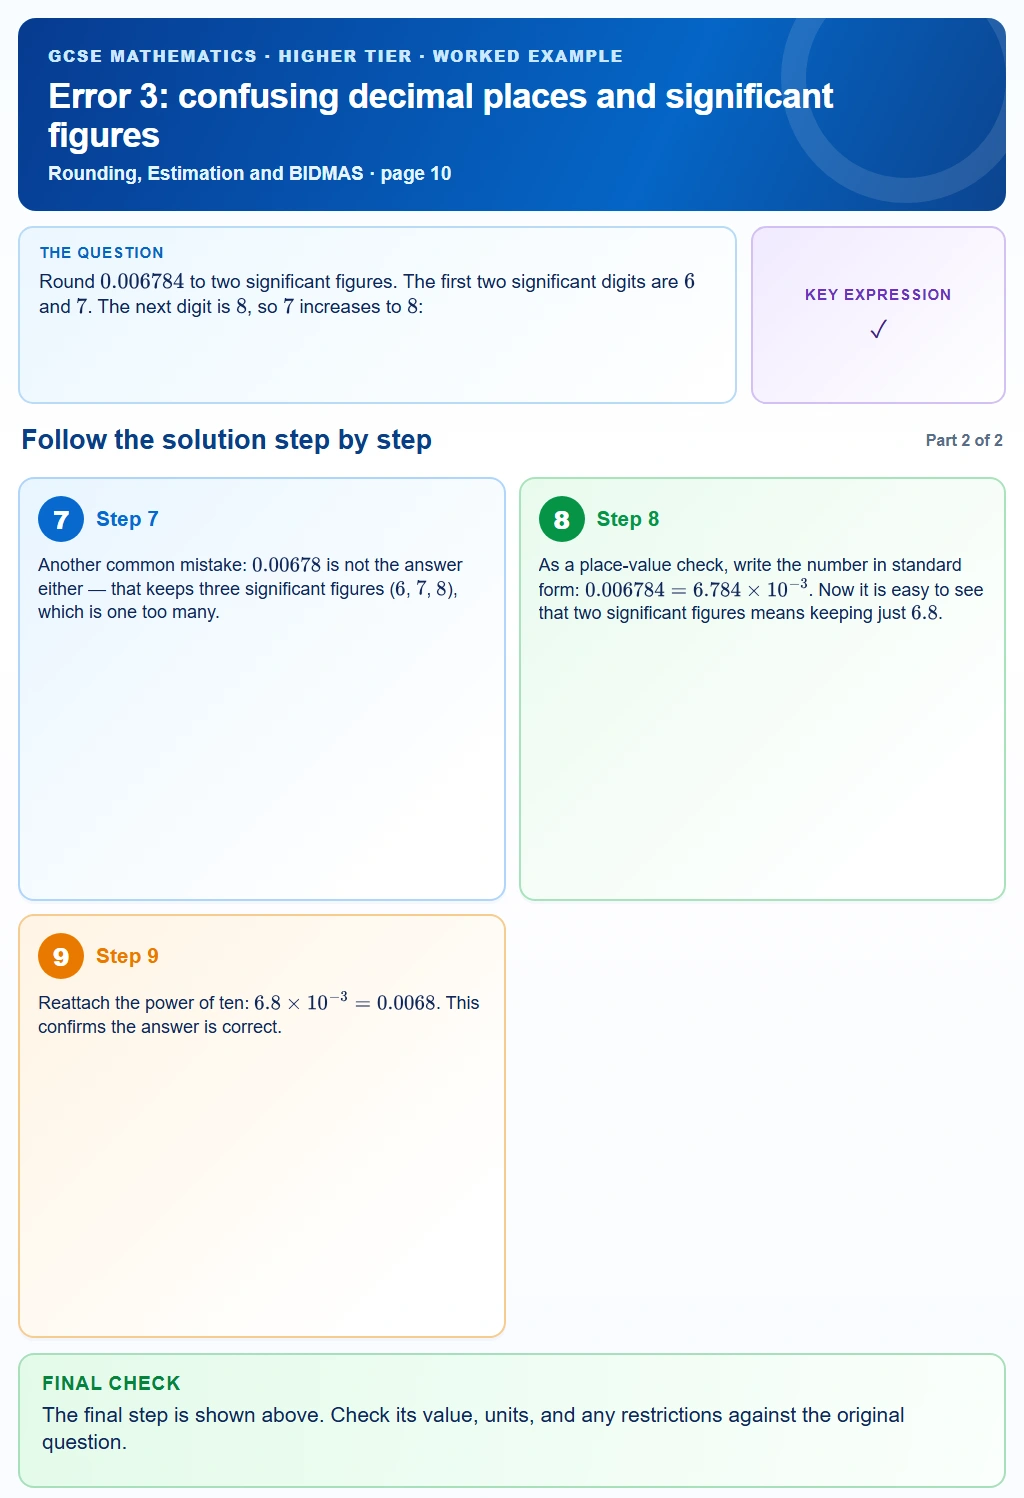 GCSE MATHEMATICS · HIGHER TIER · WORKED EXAMPLE
Error 3: confusing decimal places and significant
figures
Rounding, Estimation and BIDMAS · page 10
THE QUESTION
Round 0.006784 to two significant figures. The first two significant digits are 6
and 7. The next digit is 8, so 7 increases to 8:
KEY EXPRESSION
✓
Follow the solution step by step
Part 2 of 2
7 Step 7
Another common mistake: 0.00678 is not the answer
either — that keeps three significant figures (6, 7, 8),
which is one too many.
8 Step 8
As a place-value check, write the number in standard
form: 0.006784 = 6.784 × 10⁻³. Now it is easy to see
that two significant figures means keeping just 6.8.
9 Step 9
Reattach the power of ten: 6.8 × 10⁻³ = 0.0068. This
confirms the answer is correct.
FINAL CHECK
The final step is shown above. Check its value, units, and any restrictions against the original
question.